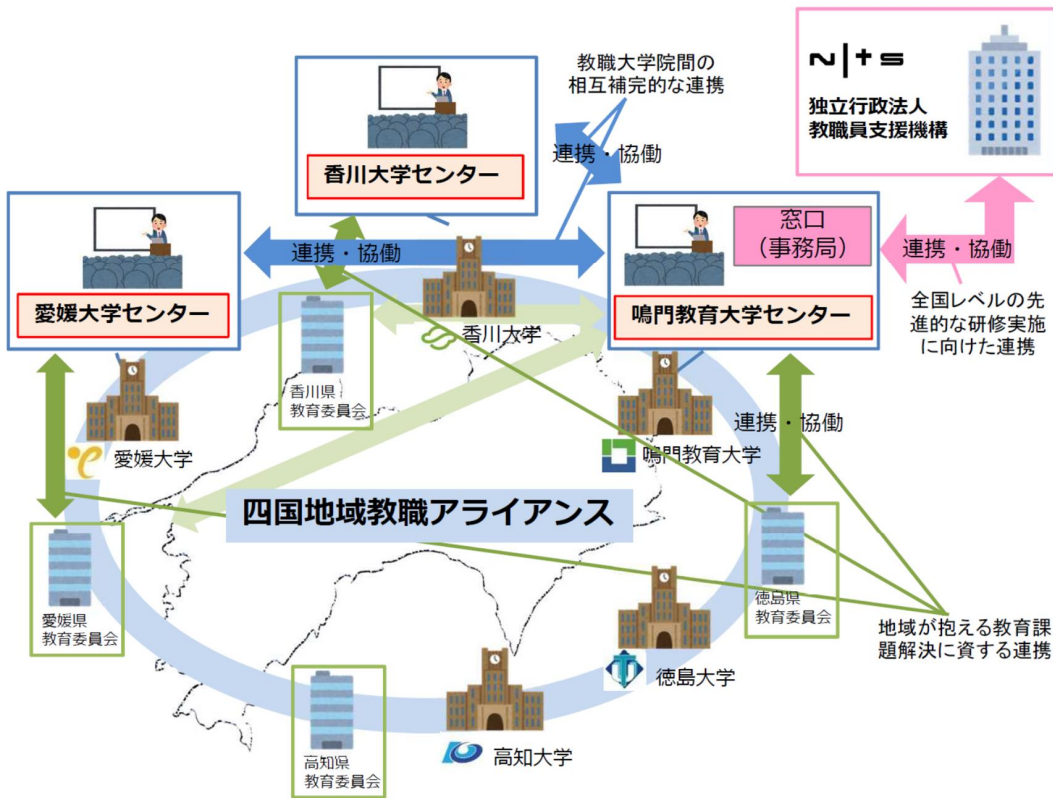 教職大学院間の
相互補完的な連携
nits
独立行政法人
教職員支援機構
連携・協働
香川大学センター
窓口
（事務局）
連携・協働
連携・協働
愛媛大学センター
鳴門教育大学センター
全国レベルの先
進的な研修実施
に向けた連携
香川大学
香川県
教育委員会
連携・協働
愛媛大学
鳴門教育大学
四国地域教職アライアンス
愛媛県
教育委員会
徳島県
教育委員会
地域が抱える教育課
題解決に資する連携
徳島大学
高知大学
高知県
教育委員会